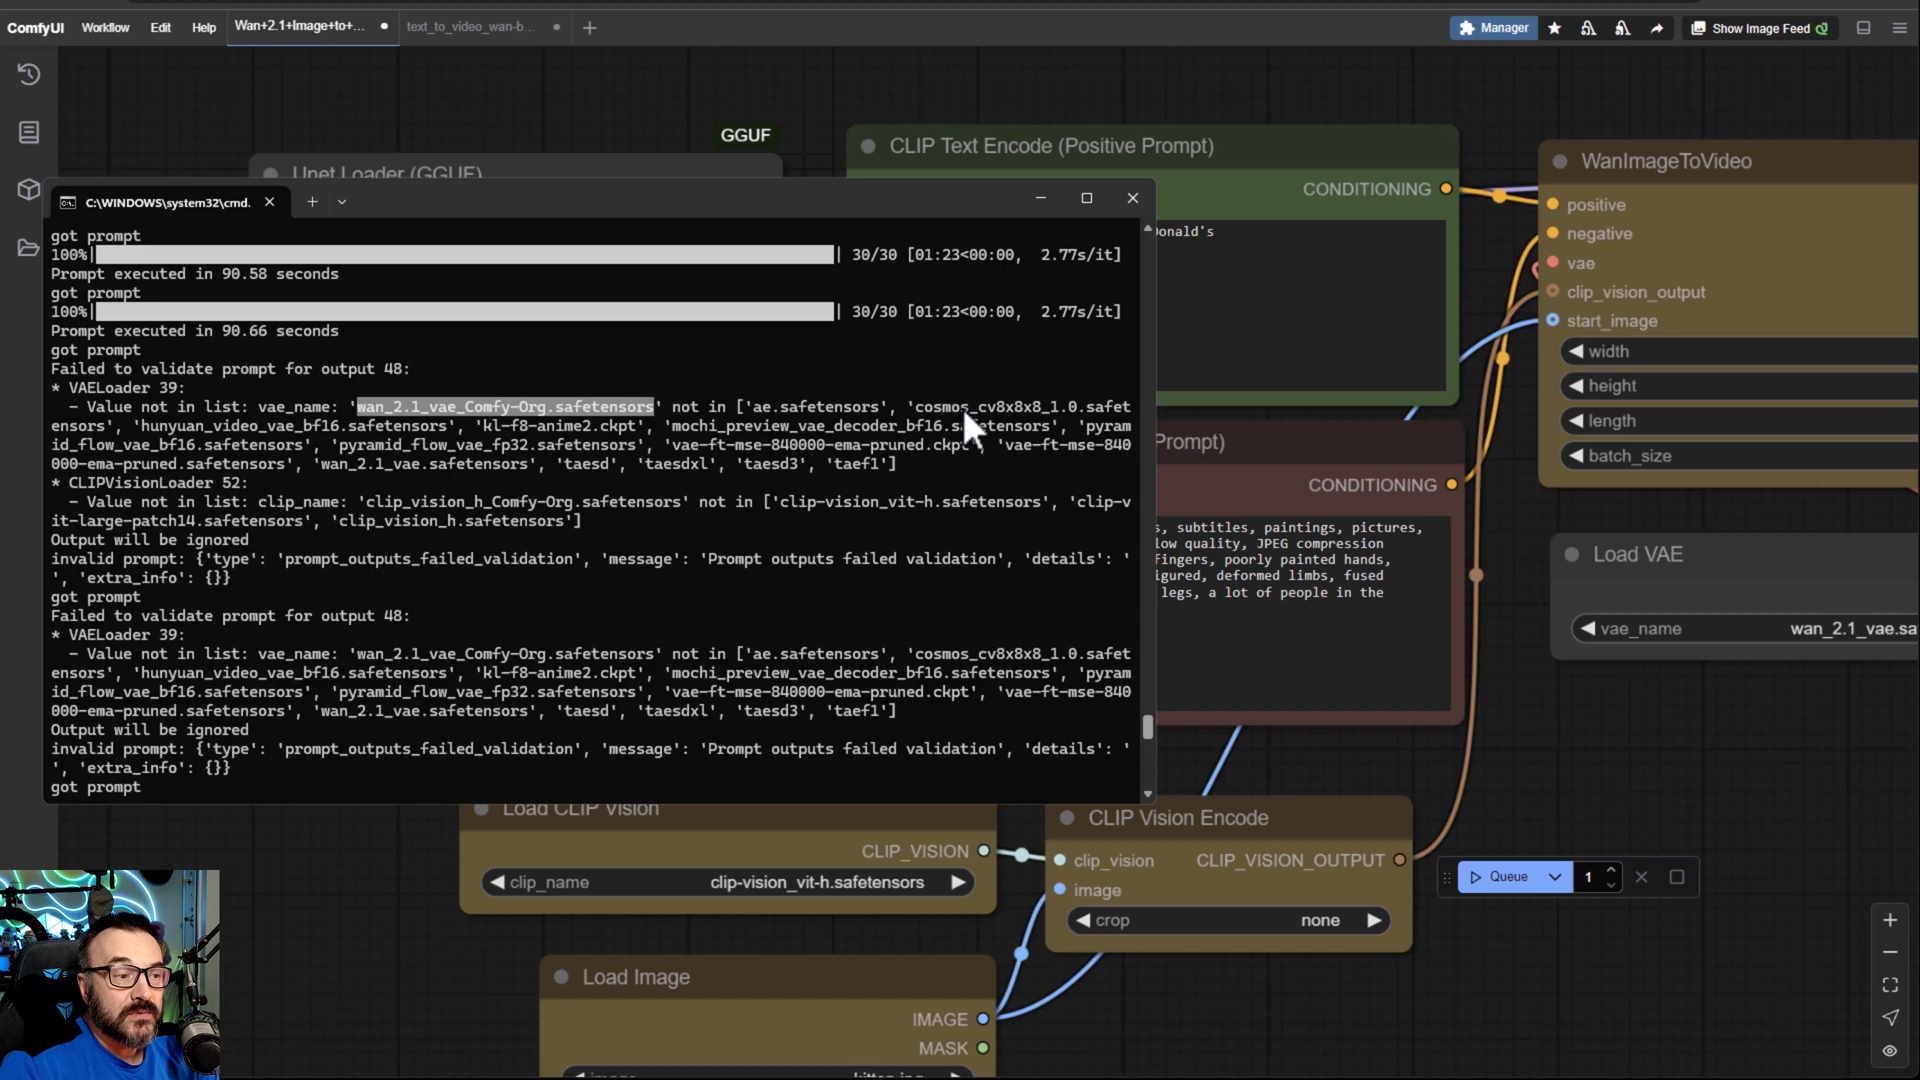 ComfyUI Workflow Edit Help Wan+2.1+Image+to+... text_to_video_wan-b... Manager Show Image Feed
GGUF
Unet Loader (GGUF)
CLIP Text Encode (Positive Prompt)
CONDITIONING
onald's
WanImageToVideo
positive
negative
vae
clip_vision_output
start_image
width
height
length
batch_size
C:\WINDOWS\system32\cmd.
got prompt
100%| | 30/30 [01:23<00:00, 2.77s/it]
Prompt executed in 90.58 seconds
got prompt
100%| | 30/30 [01:23<00:00, 2.77s/it]
Prompt executed in 90.66 seconds
got prompt
Failed to validate prompt for output 48:
* VAELoader 39:
- Value not in list: vae_name: 'wan_2.1_vae_Comfy-Org.safetensors' not in ['ae.safetensors', 'cosmos_cv8x8x8_1.0.safet
ensors', 'hunyuan_video_vae_bf16.safetensors', 'kl-f8-anime2.ckpt', 'mochi_preview_vae_decoder_bf16.safetensors', 'pyram
id_flow_vae_bf16.safetensors', 'pyramid_flow_vae_fp32.safetensors', 'vae-ft-mse-840000-ema-pruned.ckpt', 'vae-ft-mse-840
000-ema-pruned.safetensors', 'wan_2.1_vae.safetensors', 'taesd', 'taesdxl', 'taesd3', 'taef1']
* CLIPVisionLoader 52:
- Value not in list: clip_name: 'clip_vision_h_Comfy-Org.safetensors' not in ['clip-vision_vit-h.safetensors', 'clip-v
it-large-patch14.safetensors', 'clip_vision_h.safetensors']
Output will be ignored
invalid prompt: {'type': 'prompt_outputs_failed_validation', 'message': 'Prompt outputs failed validation', 'details': '
', 'extra_info': {}}
got prompt
Failed to validate prompt for output 48:
* VAELoader 39:
- Value not in list: vae_name: 'wan_2.1_vae_Comfy-Org.safetensors' not in ['ae.safetensors', 'cosmos_cv8x8x8_1.0.safet
ensors', 'hunyuan_video_vae_bf16.safetensors', 'kl-f8-anime2.ckpt', 'mochi_preview_vae_decoder_bf16.safetensors', 'pyram
id_flow_vae_bf16.safetensors', 'pyramid_flow_vae_fp32.safetensors', 'vae-ft-mse-840000-ema-pruned.ckpt', 'vae-ft-mse-840
000-ema-pruned.safetensors', 'wan_2.1_vae.safetensors', 'taesd', 'taesdxl', 'taesd3', 'taef1']
Output will be ignored
invalid prompt: {'type': 'prompt_outputs_failed_validation', 'message': 'Prompt outputs failed validation', 'details': '
', 'extra_info': {}}
got prompt
Prompt)
CONDITIONING
s, subtitles, paintings, pictures,
low quality, JPEG compression
fingers, poorly painted hands,
igured, deformed limbs, fused
legs, a lot of people in the
Load VAE
vae_name wan_2.1_vae.sa
Load CLIP Vision
CLIP_VISION
clip_name clip-vision_vit-h.safetensors
CLIP Vision Encode
clip_vision CLIP_VISION_OUTPUT
image
crop none
Queue 1
Load Image
IMAGE
MASK